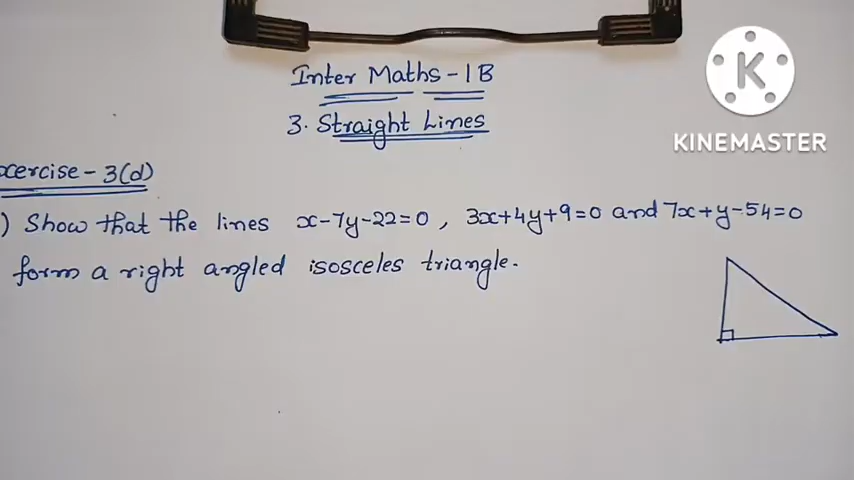 Inter Maths - 1B
K
KINEMASTER
3. Straight Lines
xercise - 3(d)
) Show that the lines x-7y-22=0, 3x+4y+9=0 and 7x+y-54=0
form a right angled isosceles triangle.